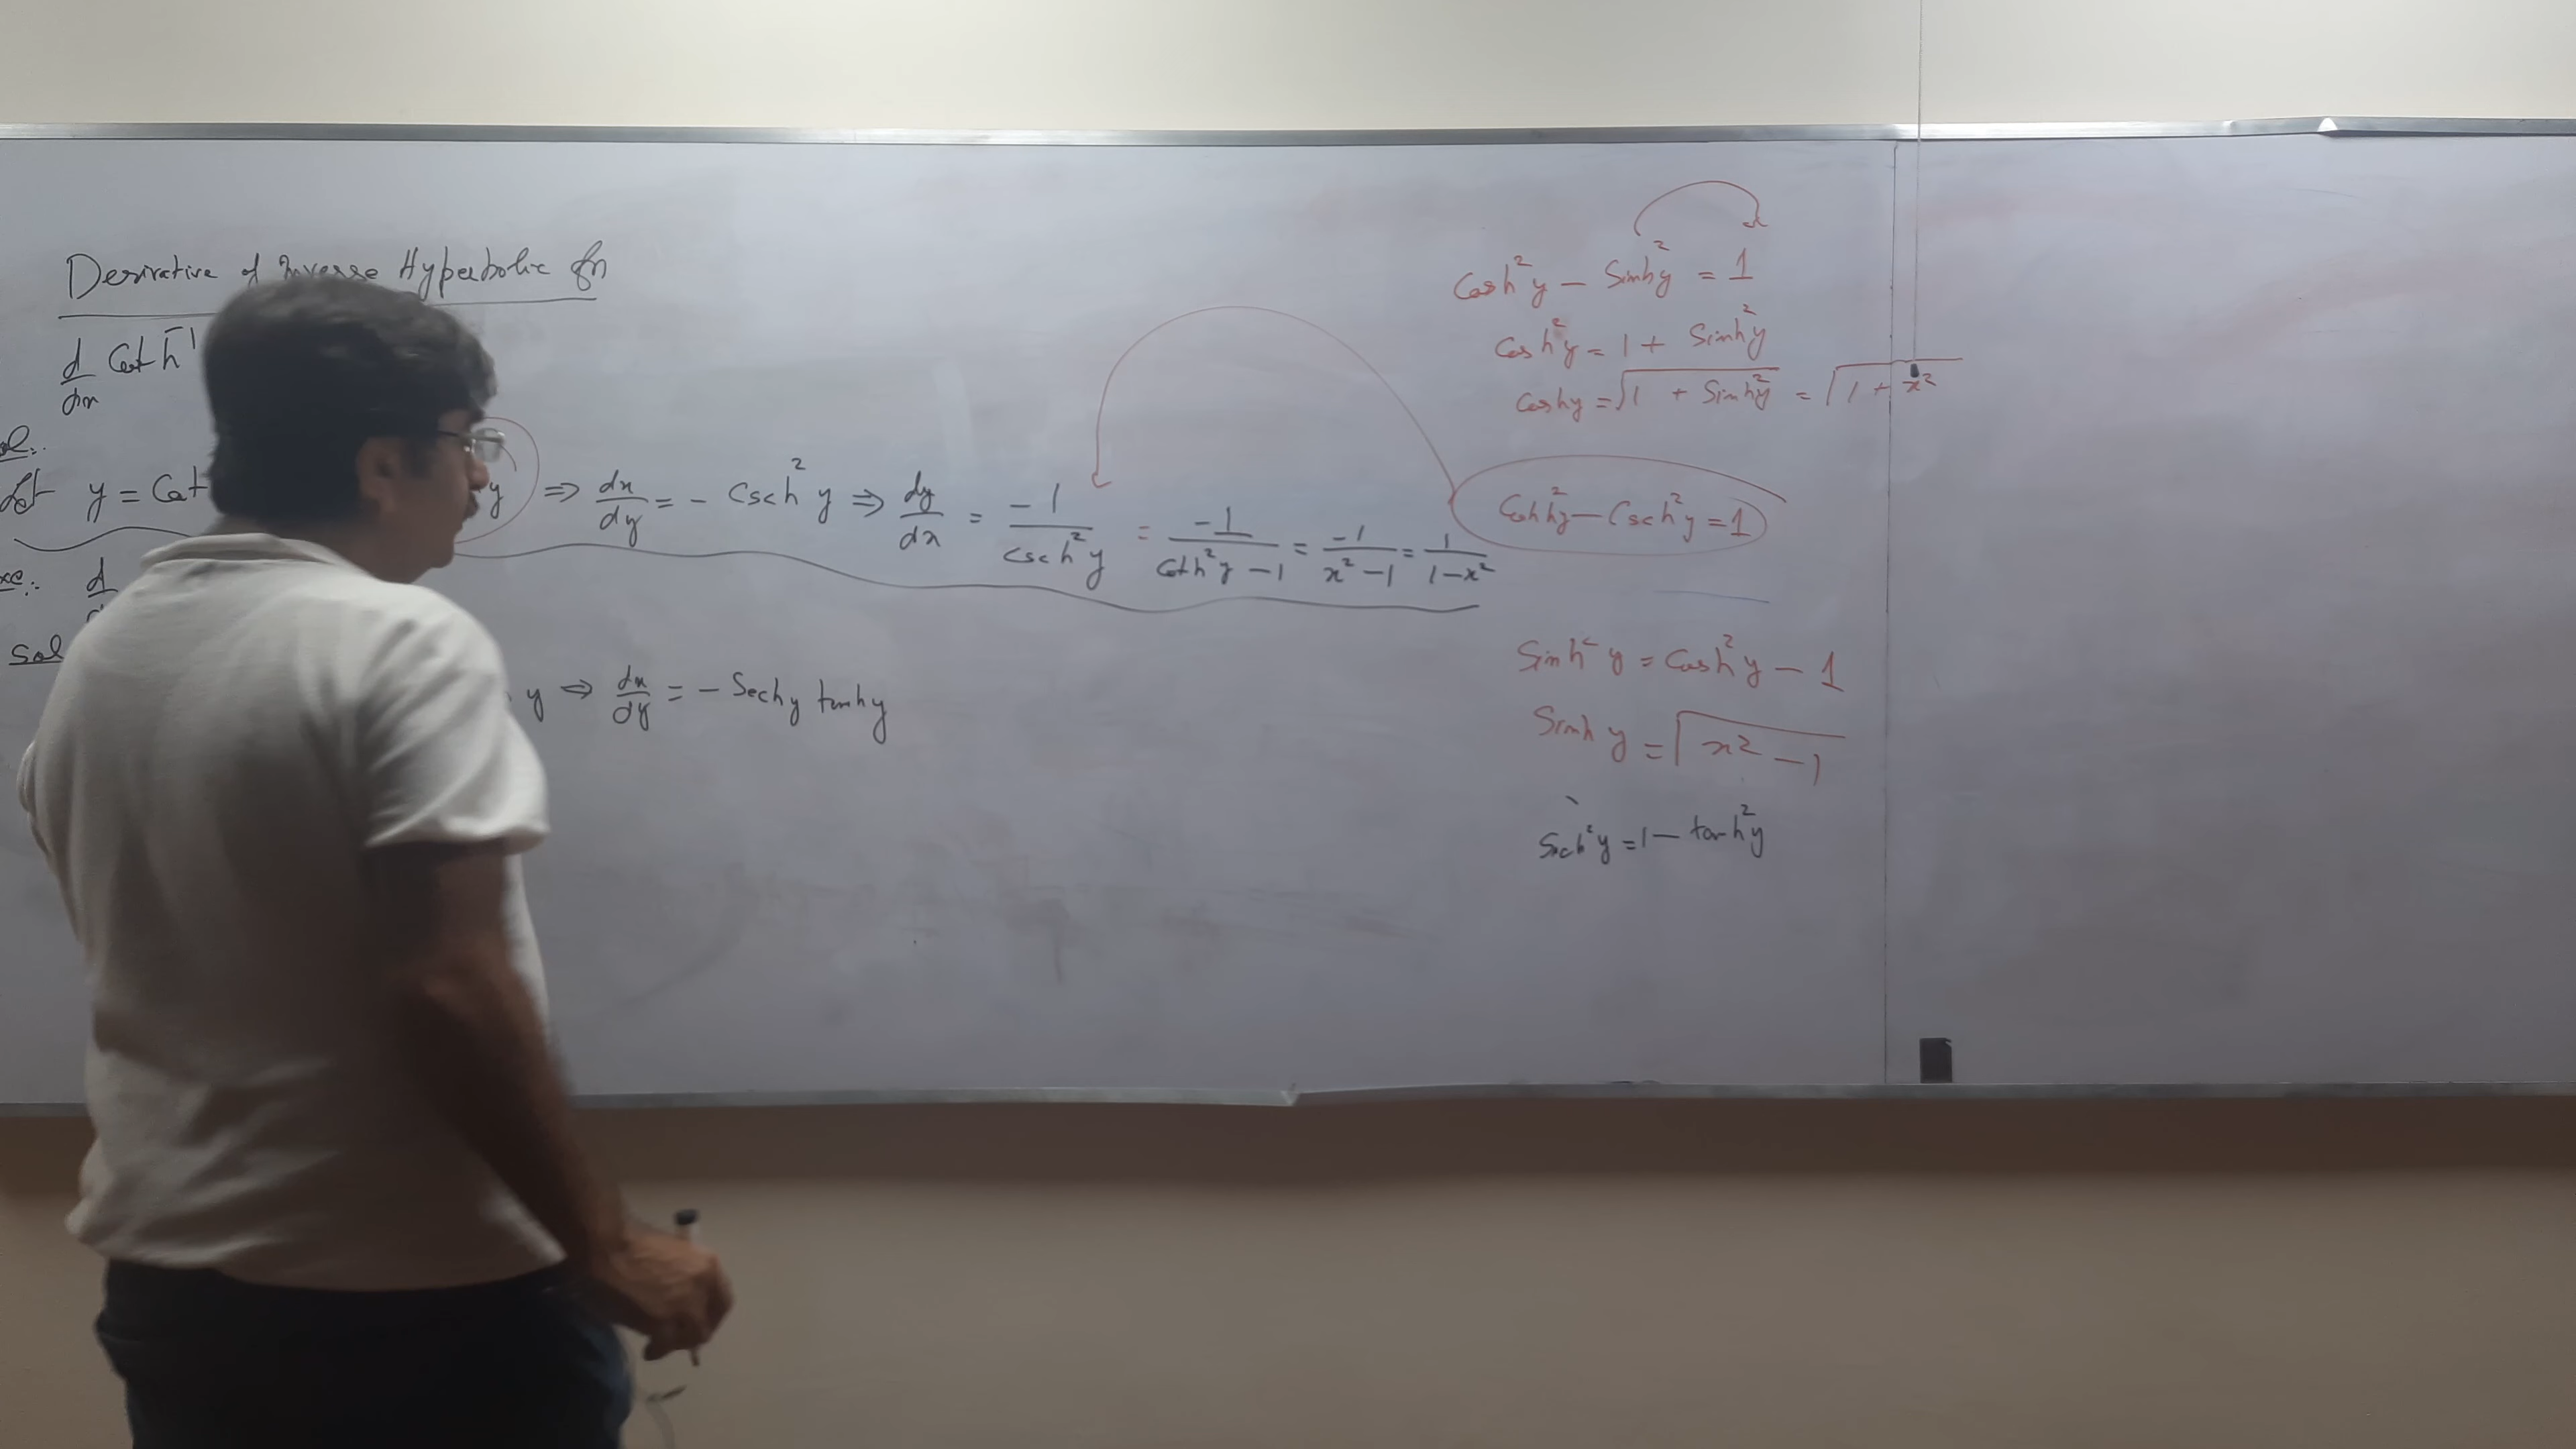 Derivative of Inverse Hyperbolic fn
d/dx Coth⁻¹
Sol:.
Let y = Cot y ⇒ dx/dy = - Csch²y ⇒ dy/dx = -1/Csch²y = -1/(Coth²y - 1) = -1/(x² - 1) = 1/(1 - x²)
d
Sol
y ⇒ dx/dy = - Sechy tanhy
Cosh²y - Sinh²y = 1
Cosh²y = 1 + Sinh²y
Coshy = √(1 + Sinh²y) = √(1 + x²)
Coth²y - Csch²y = 1
Sinh²y = Cosh²y - 1
Sinh y = √(x² - 1)
Sech²y = 1 - tanh²y